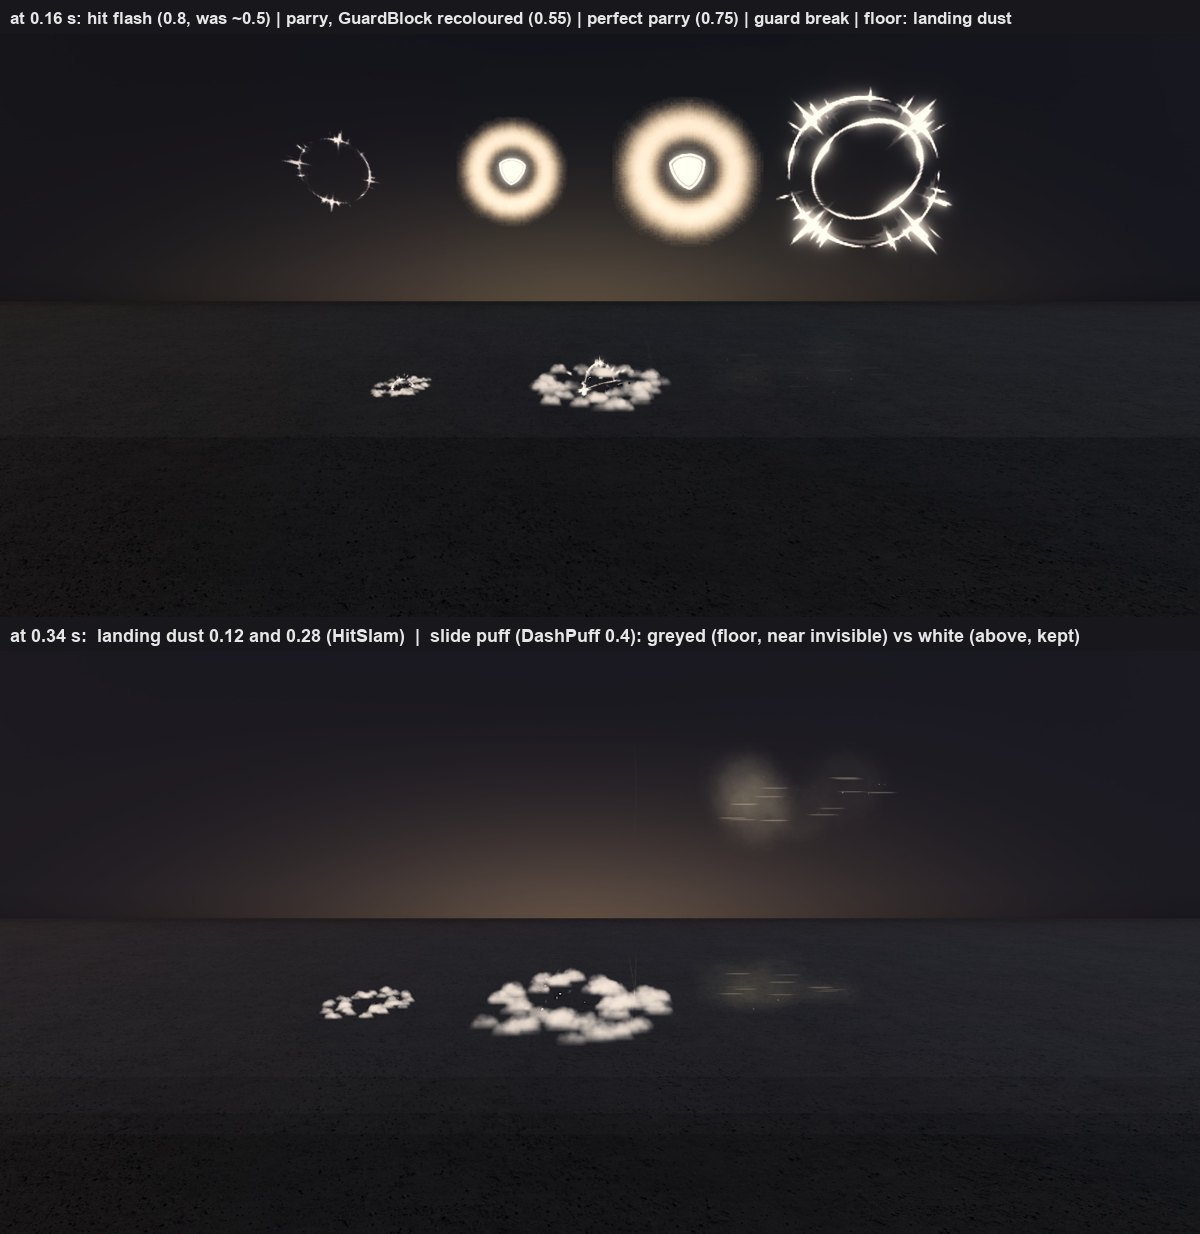 at 0.16 s: hit flash (0.8, was ~0.5) | parry, GuardBlock recoloured (0.55) | perfect parry (0.75) | guard break | floor: landing dust
at 0.34 s:  landing dust 0.12 and 0.28 (HitSlam)  |  slide puff (DashPuff 0.4): greyed (floor, near invisible) vs white (above, kept)